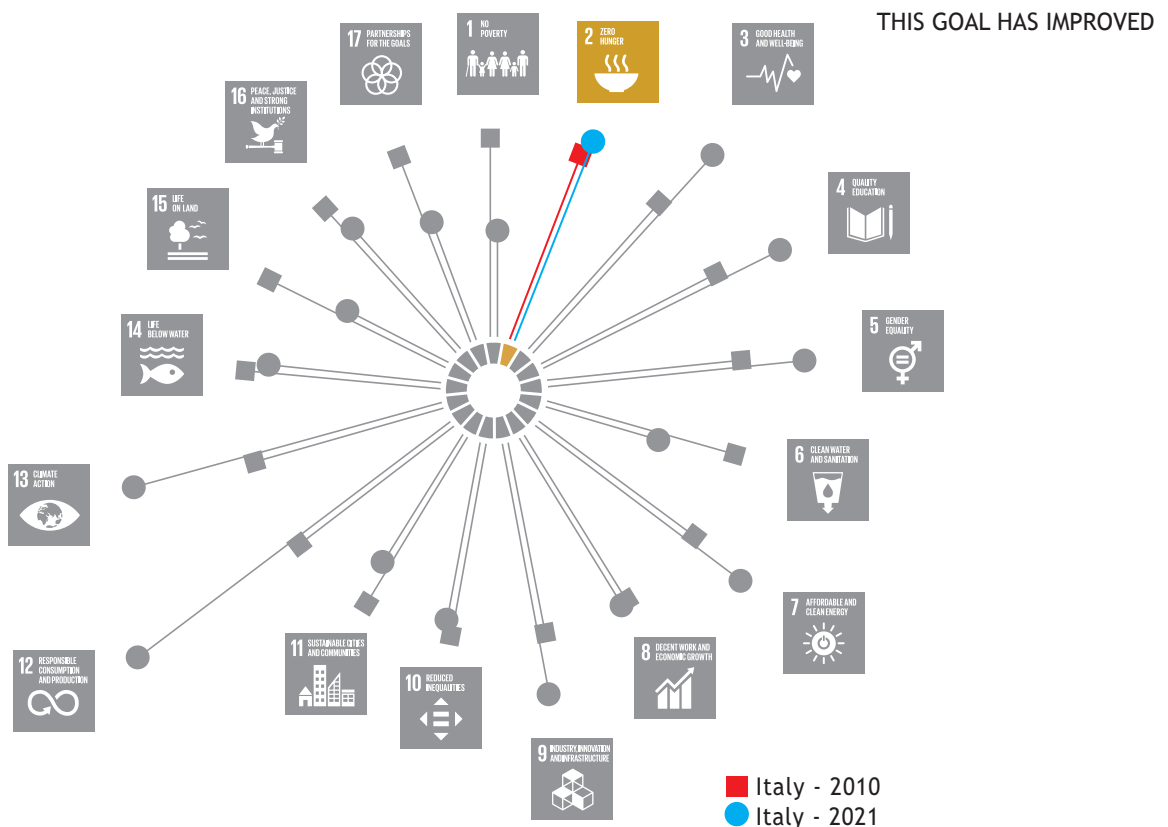 THIS GOAL HAS IMPROVED
1 NO
POVERTY
2 ZERO
HUNGER
3 GOOD HEALTH
AND WELL-BEING
4 QUALITY
EDUCATION
5 GENDER
EQUALITY
6 CLEAN WATER
AND SANITATION
7 AFFORDABLE AND
CLEAN ENERGY
8 DECENT WORK AND
ECONOMIC GROWTH
9 INDUSTRY, INNOVATION
AND INFRASTRUCTURE
10 REDUCED
INEQUALITIES
11 SUSTAINABLE CITIES
AND COMMUNITIES
12 RESPONSIBLE
CONSUMPTION
AND PRODUCTION
13 CLIMATE
ACTION
14 LIFE
BELOW WATER
15 LIFE
ON LAND
16 PEACE, JUSTICE
AND STRONG
INSTITUTIONS
17 PARTNERSHIPS
FOR THE GOALS
Italy - 2010
Italy - 2021